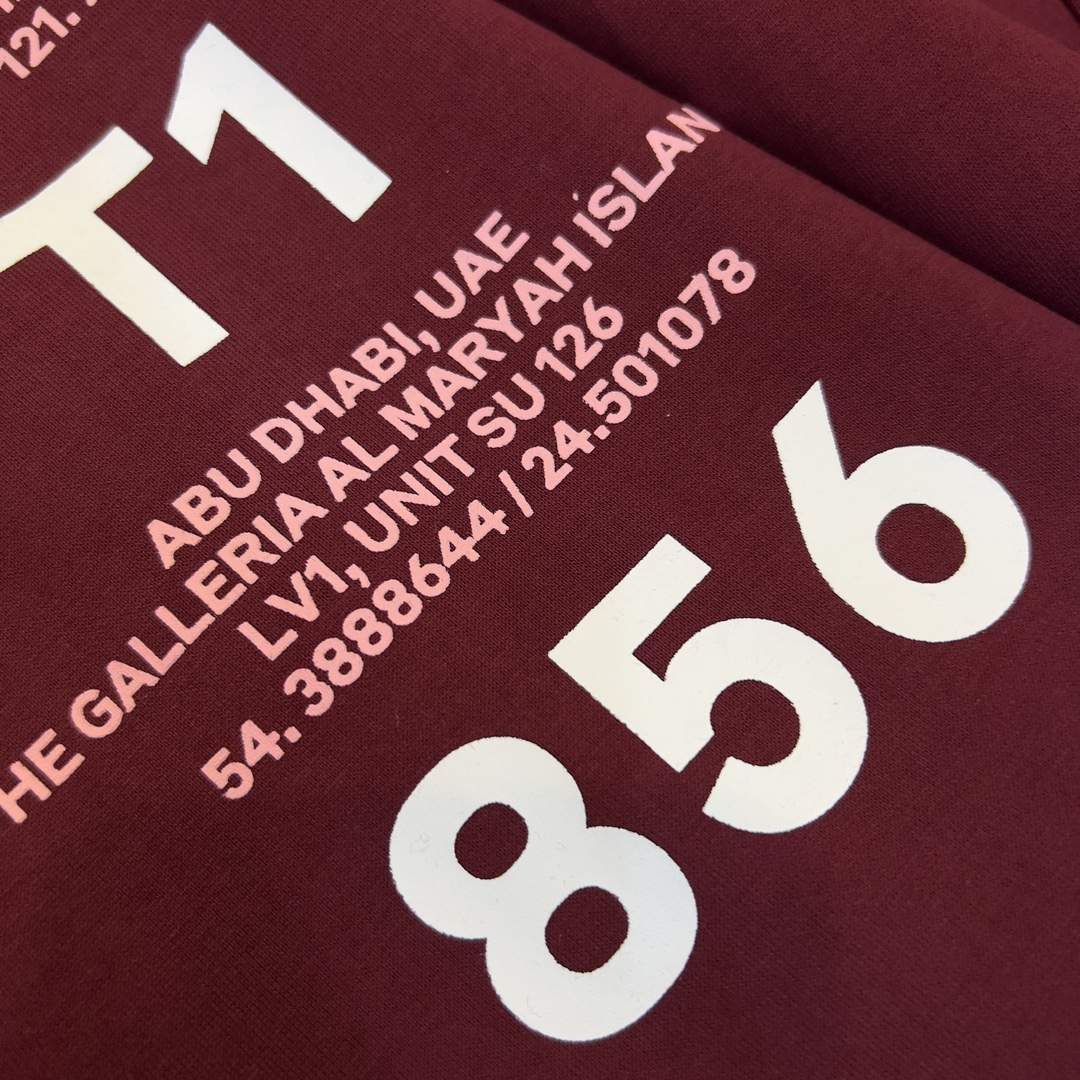 121.
T1
ABU DHABI, UAE
HE GALLERIA AL MARYAH ISLAN
LV1, UNIT SU 126
54. 3888644 / 24.501078
856